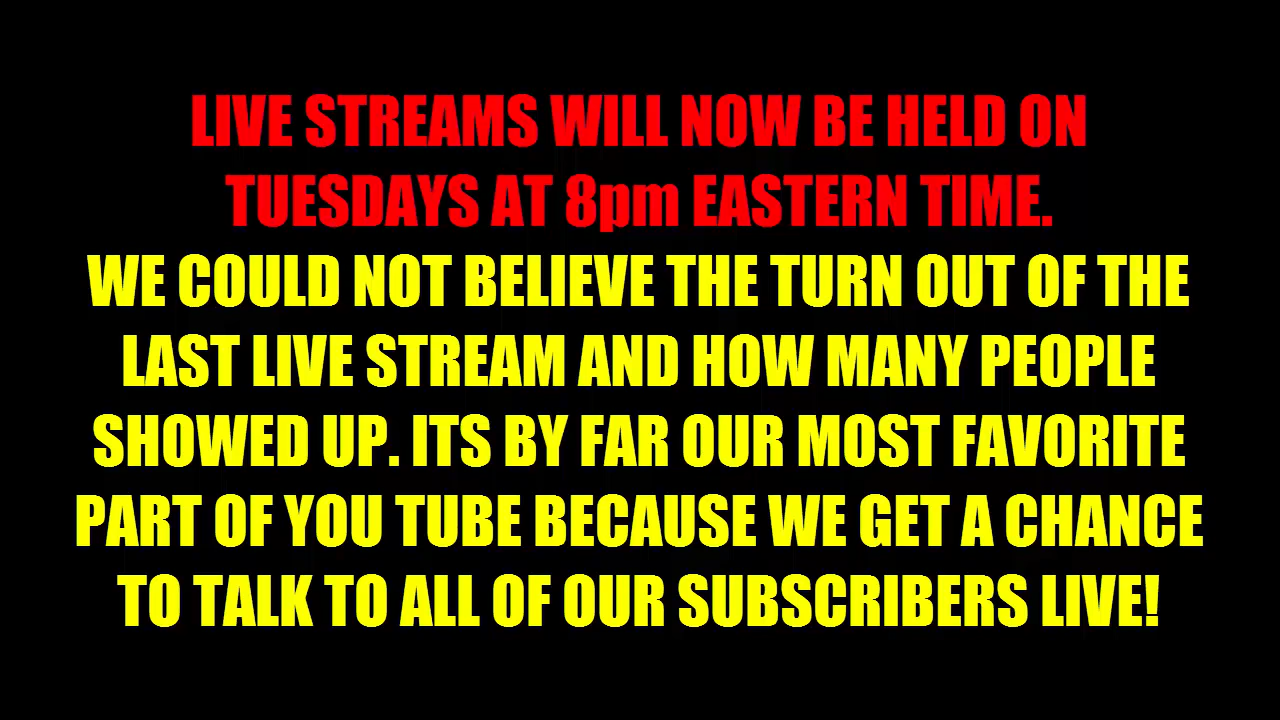 LIVE STREAMS WILL NOW BE HELD ON
TUESDAYS AT 8pm EASTERN TIME.
WE COULD NOT BELIEVE THE TURN OUT OF THE
LAST LIVE STREAM AND HOW MANY PEOPLE
SHOWED UP. ITS BY FAR OUR MOST FAVORITE
PART OF YOU TUBE BECAUSE WE GET A CHANCE
TO TALK TO ALL OF OUR SUBSCRIBERS LIVE!